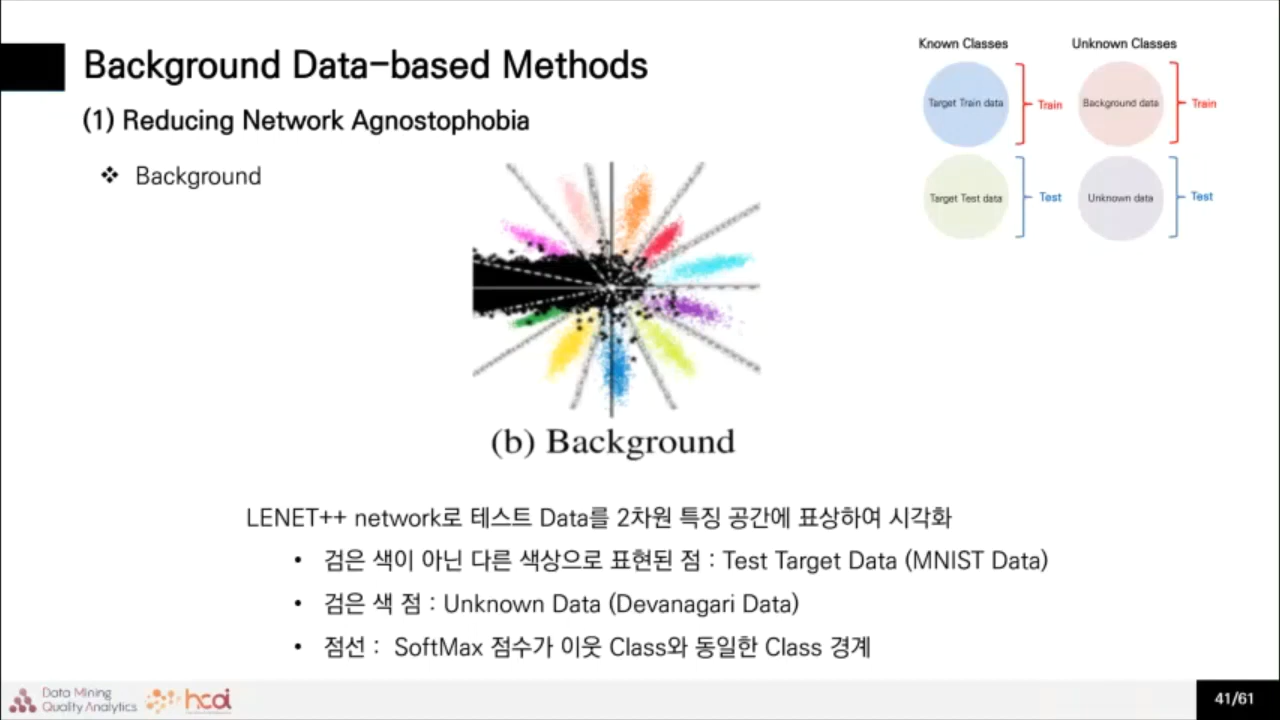 Background Data-based Methods
(1) Reducing Network Agnostophobia
❖ Background
Known Classes
Unknown Classes
Target Train data
Train
Background data
Train
Target Test data
Test
Unknown data
Test
(b) Background
LENET++ network로 테스트 Data를 2차원 특징 공간에 표상하여 시각화
• 검은 색이 아닌 다른 색상으로 표현된 점 : Test Target Data (MNIST Data)
• 검은 색 점 : Unknown Data (Devanagari Data)
• 점선 : SoftMax 점수가 이웃 Class와 동일한 Class 경계
Data Mining
Quality Analytics
hcai
41/61